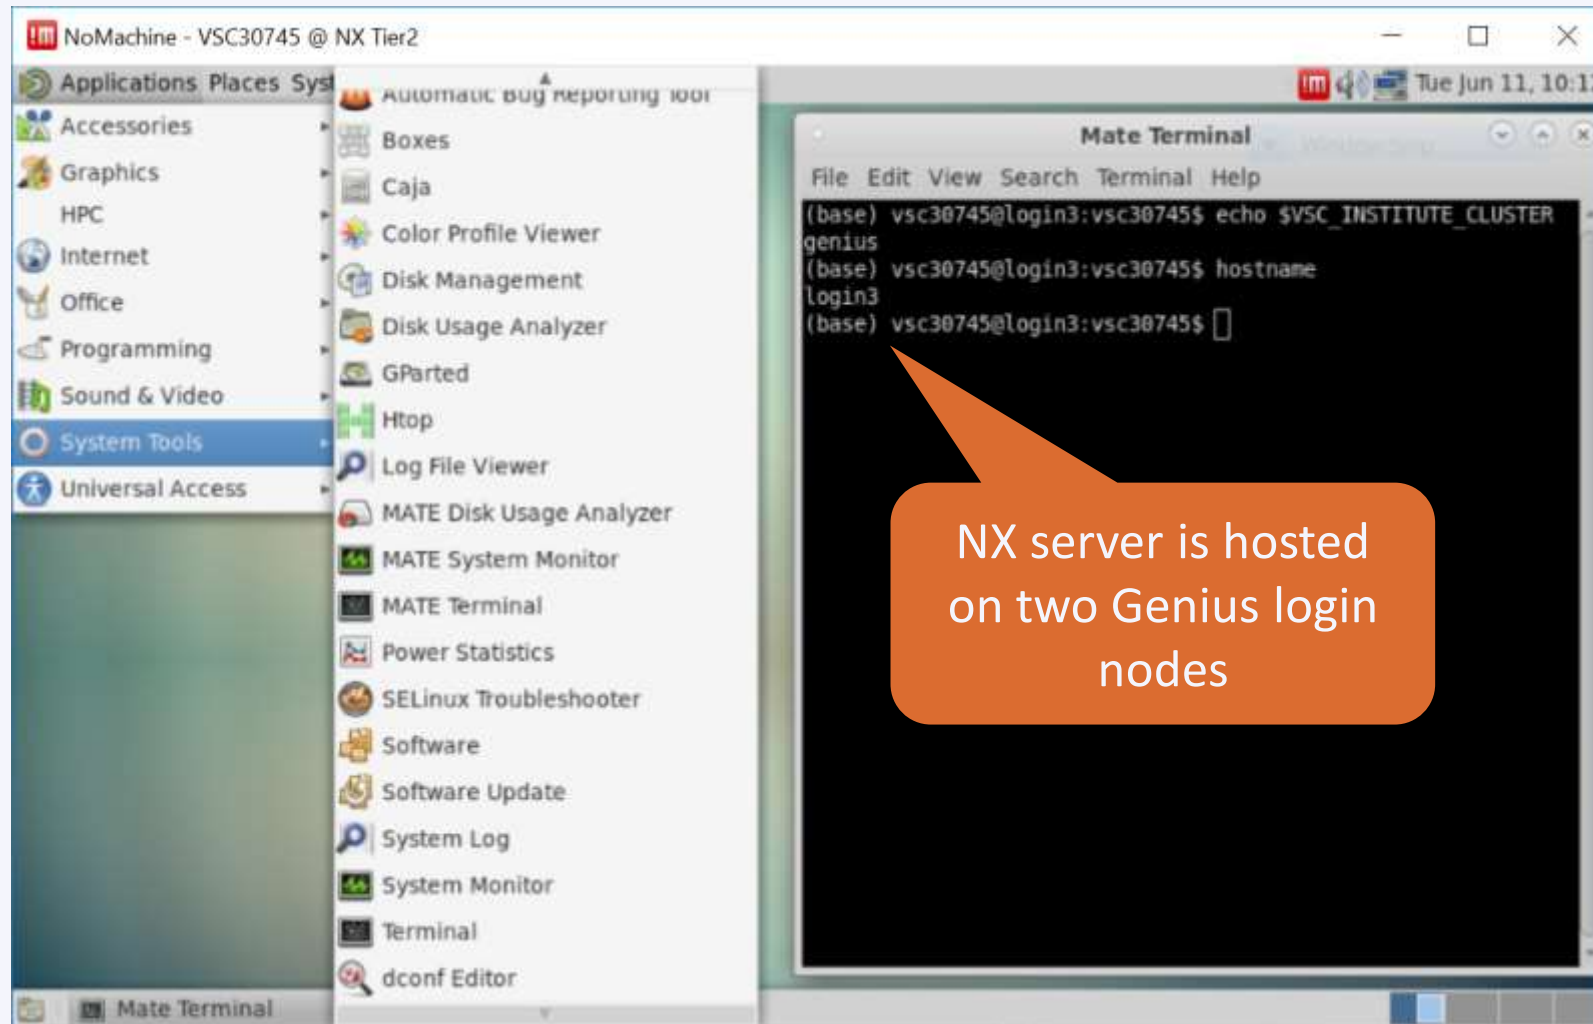 NoMachine - VSC30745 @ NX Tier2
Applications Places Syst
Tue Jun 11, 10:1
Accessories
Graphics
HPC
Internet
Office
Programming
Sound & Video
System Tools
Universal Access
Automatic Bug Reporting Tool
Boxes
Caja
Color Profile Viewer
Disk Management
Disk Usage Analyzer
GParted
Htop
Log File Viewer
MATE Disk Usage Analyzer
MATE System Monitor
MATE Terminal
Power Statistics
SELinux Troubleshooter
Software
Software Update
System Log
System Monitor
Terminal
dconf Editor
Mate Terminal
File Edit View Search Terminal Help
(base) vsc30745@login3:vsc30745$ echo $VSC_INSTITUTE_CLUSTER
genius
(base) vsc30745@login3:vsc30745$ hostname
login3
(base) vsc30745@login3:vsc30745$
NX server is hosted
on two Genius login
nodes
Mate Terminal